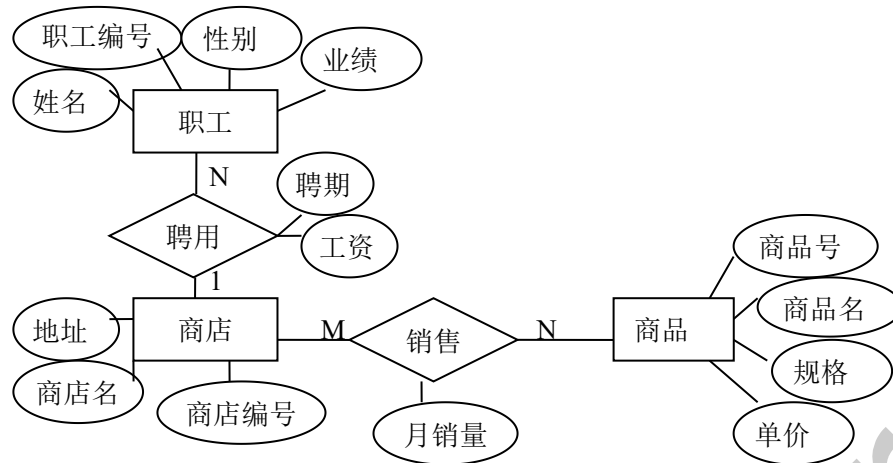 职工编号
性别
业绩
姓名
职工
N
聘期
聘用
工资
1
商品号
地址
商店
M
销售
N
商品
商品名
商店名
规格
商店编号
月销量
单价